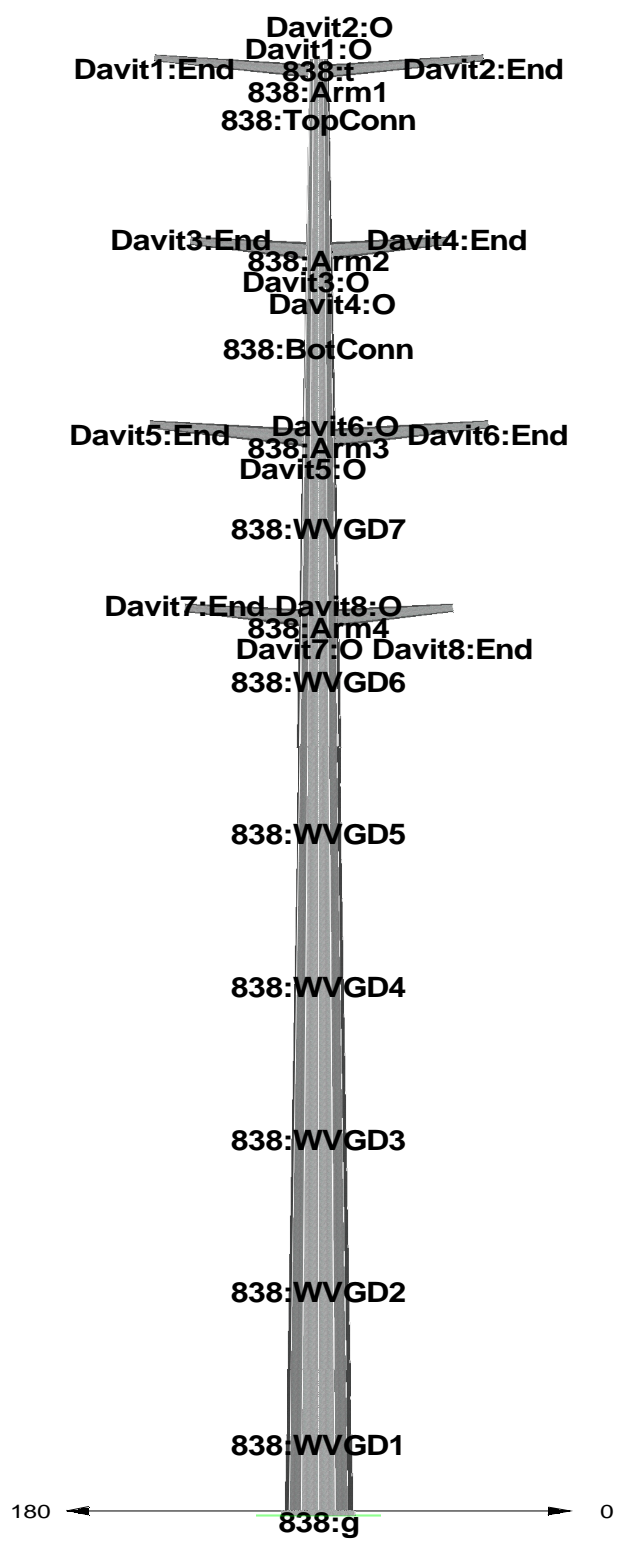 Davit2:O
Davit1:O
Davit1:End 838:t Davit2:End
838:Arm1
838:TopConn
Davit3:End Davit4:End
838:Arm2
Davit3:O
Davit4:O
838:BotConn
Davit6:O
Davit5:End Davit6:End
838:Arm3
Davit5:O
838:WVGD7
Davit7:End Davit8:O
838:Arm4
Davit7:O Davit8:End
838:WVGD6
838:WVGD5
838:WVGD4
838:WVGD3
838:WVGD2
838:WVGD1
180 0
838:g